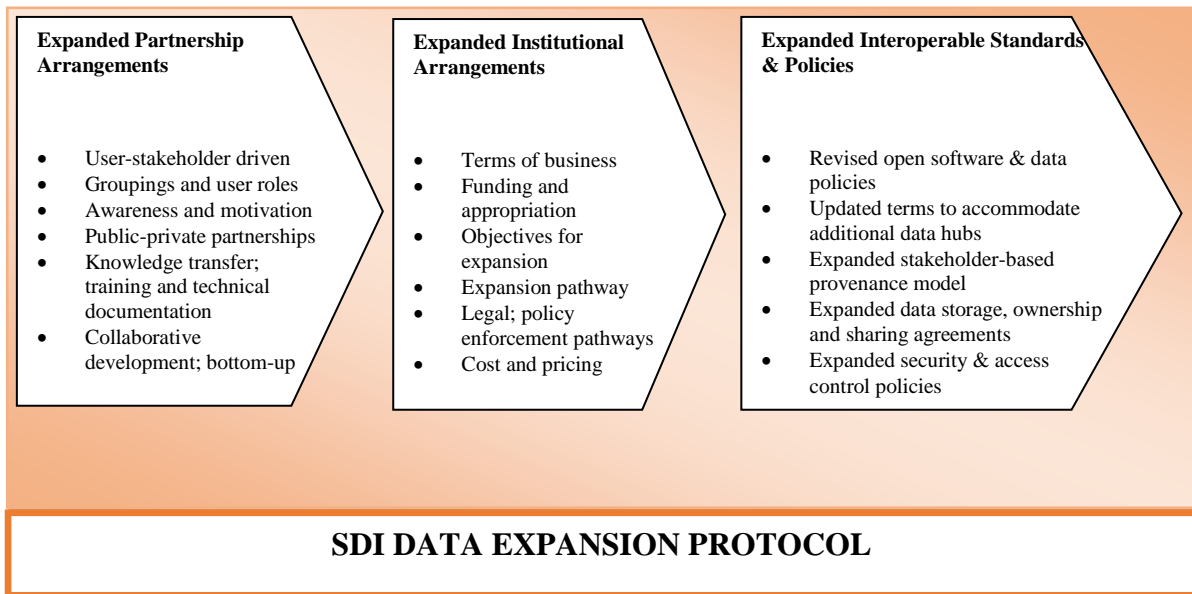 Expanded Partnership
Arrangements
• User-stakeholder driven
• Groupings and user roles
• Awareness and motivation
• Public-private partnerships
• Knowledge transfer;
training and technical
documentation
• Collaborative
development; bottom-up
Expanded Institutional
Arrangements
• Terms of business
• Funding and
appropriation
• Objectives for
expansion
• Expansion pathway
• Legal; policy
enforcement pathways
• Cost and pricing
Expanded Interoperable Standards
& Policies
• Revised open software & data
policies
• Updated terms to accommodate
additional data hubs
• Expanded stakeholder-based
provenance model
• Expanded data storage, ownership
and sharing agreements
• Expanded security & access
control policies
SDI DATA EXPANSION PROTOCOL